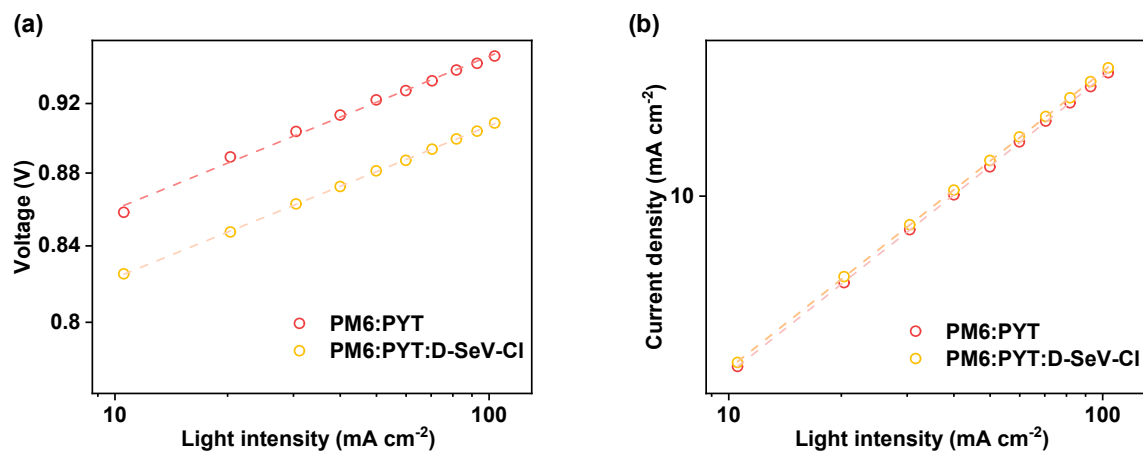 (a)
Voltage (V)
0.92
0.88
0.84
0.8
PM6:PYT
PM6:PYT:D-SeV-Cl
10
100
Light intensity (mA cm⁻²)
(b)
Current density (mA cm⁻²)
10
PM6:PYT
PM6:PYT:D-SeV-Cl
10
100
Light intensity (mA cm⁻²)